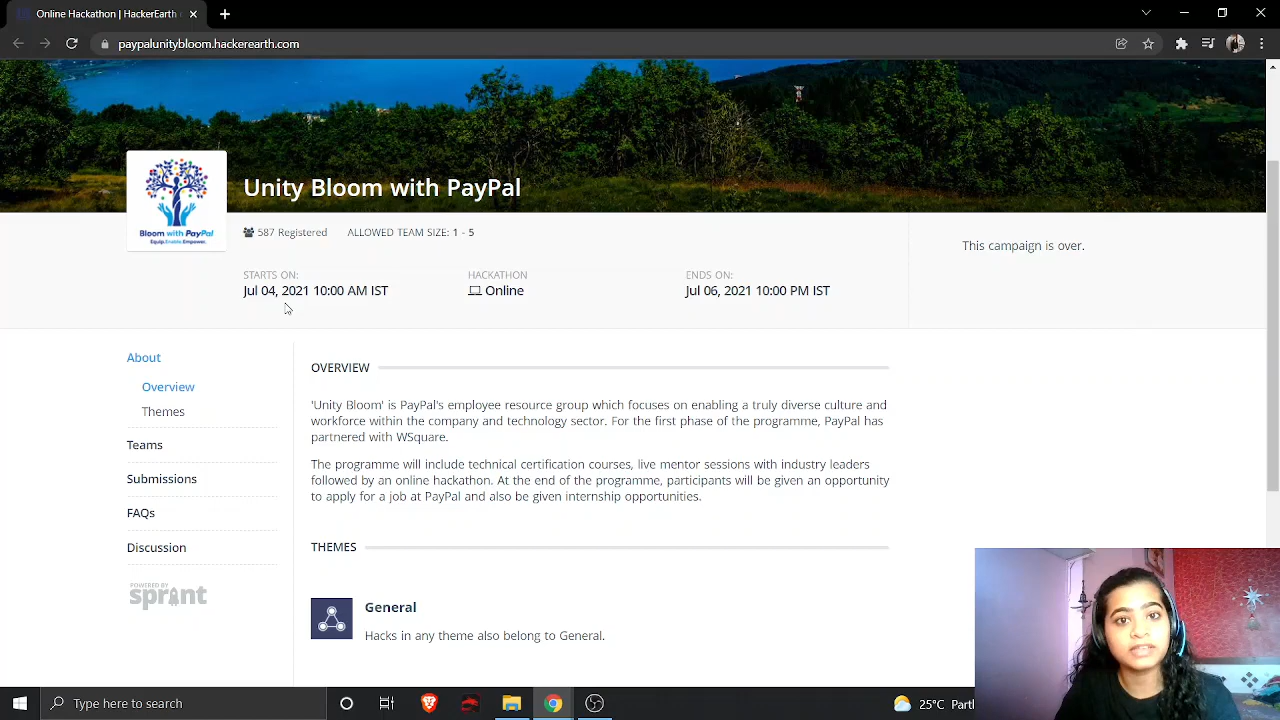 Online Hackathon | HackerEarth
paypalunitybloom.hackerearth.com
Bloom with PayPal
Equip.Enable.Empower.
Unity Bloom with PayPal
587 Registered
ALLOWED TEAM SIZE: 1 - 5
This campaign is over.
STARTS ON:
Jul 04, 2021 10:00 AM IST
HACKATHON
Online
ENDS ON:
Jul 06, 2021 10:00 PM IST
About
Overview
Themes
Teams
Submissions
FAQs
Discussion
POWERED BY
sprint
OVERVIEW
'Unity Bloom' is PayPal's employee resource group which focuses on enabling a truly diverse culture and
workforce within the company and technology sector. For the first phase of the programme, PayPal has
partnered with WSquare.
The programme will include technical certification courses, live mentor sessions with industry leaders
followed by an online hackathon. At the end of the programme, participants will be given an opportunity
to apply for a job at PayPal and also be given internship opportunities.
THEMES
General
Hacks in any theme also belong to General.
Type here to search
25°C Part